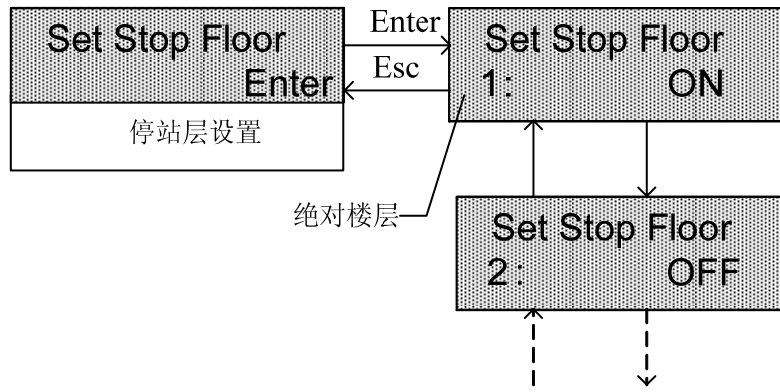 Set Stop Floor
Enter
停站层设置
Enter
Esc
Set Stop Floor
1: ON
绝对楼层
Set Stop Floor
2: OFF